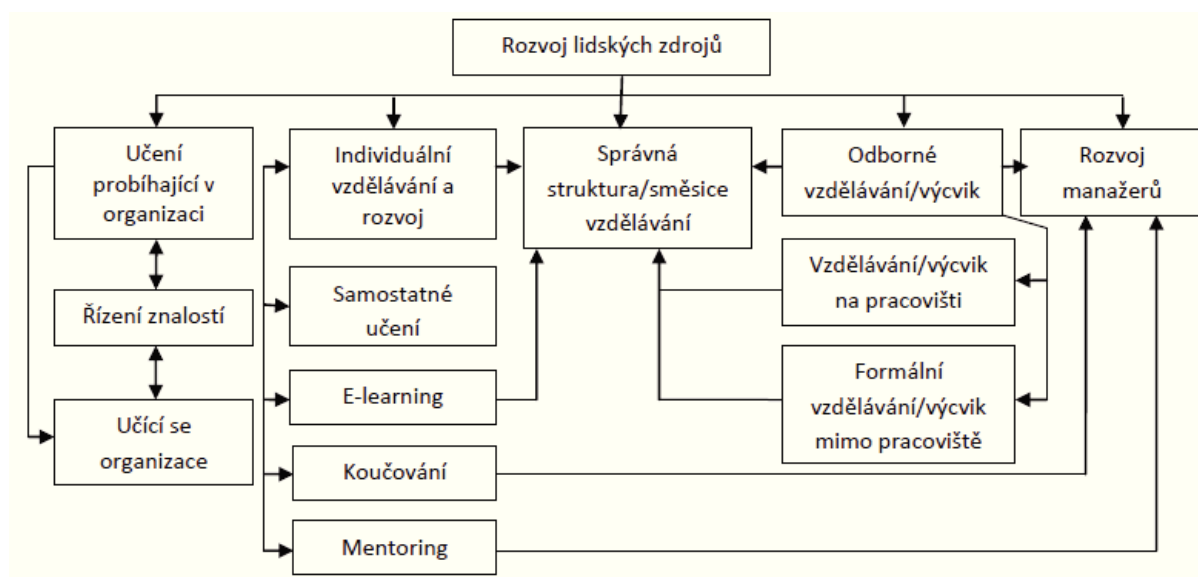 Rozvoj lidských zdrojů
Učení
probíhající v
organizaci
Individuální
vzdělávání a
rozvoj
Správná
struktura/směsice
vzdělávání
Odborné
vzdělávání/výcvik
Rozvoj
manažerů
Řízení znalostí
Samostatné
učení
Vzdělávání/výcvik
na pracovišti
E-learning
Formální
vzdělávání/výcvik
mimo pracoviště
Učící se
organizace
Koučování
Mentoring